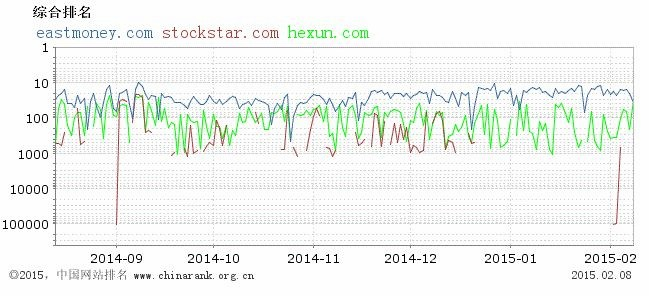 综合排名
eastmoney.com stockstar.com hexun.com
1
10
100
1000
10000
100000
2014-09 2014-10 2014-11 2014-12 2015-01 2015-02
©2015, 中国网站排名 www.chinarank.org.cn 2015.02.08